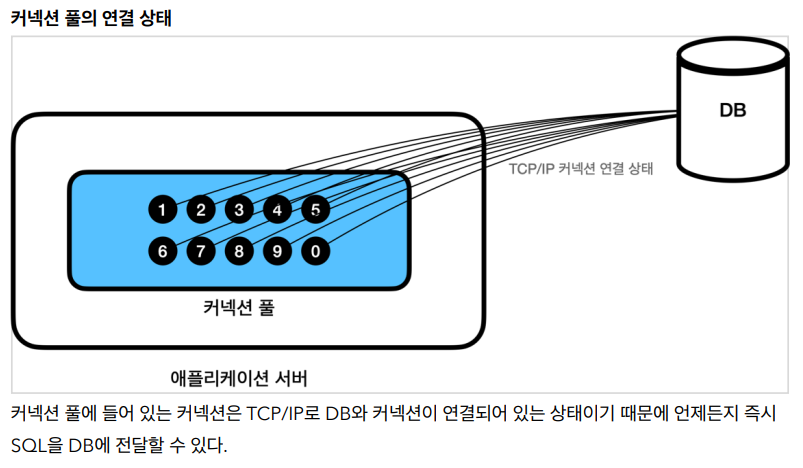 커넥션 풀의 연결 상태
DB
TCP/IP 커넥션 연결 상태
1 2 3 4 5
6 7 8 9 0
커넥션 풀
애플리케이션 서버
커넥션 풀에 들어 있는 커넥션은 TCP/IP로 DB와 커넥션이 연결되어 있는 상태이기 때문에 언제든지 즉시
SQL을 DB에 전달할 수 있다.